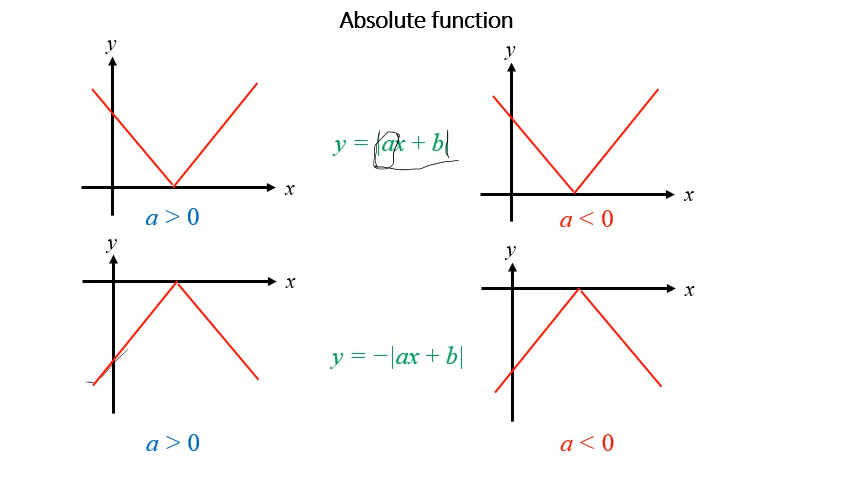 Absolute function
y
y
y = |ax + b|
x
x
a > 0
a < 0
y
y
x
x
y = −|ax + b|
a > 0
a < 0